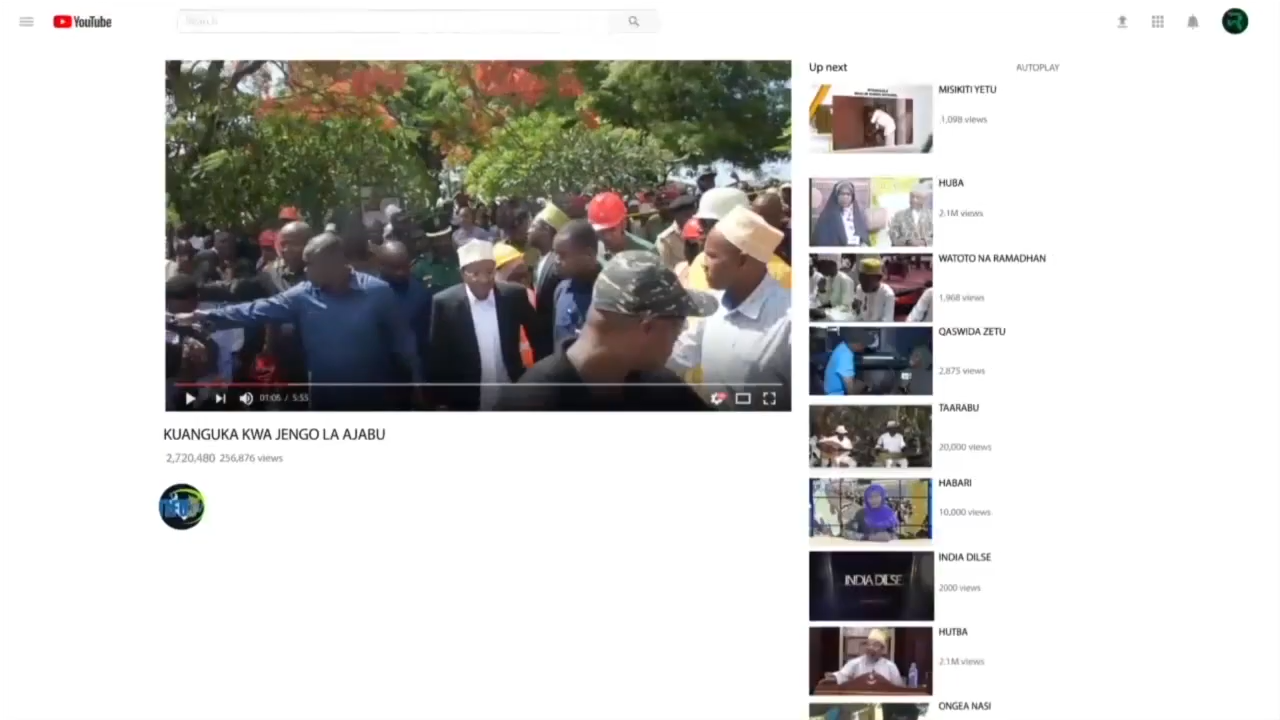 YouTube
Search
KUANGUKA KWA JENGO LA AJABU
2,720,480 256,876 views
01:05 / 5:55
Up next
AUTOPLAY
MISIKITI YETU
1,098 views
HUBA
2.1M views
WATOTO NA RAMADHAN
1,968 views
QASWIDA ZETU
2,875 views
TAARABU
20,000 views
HABARI
10,000 views
INDIA DILSE
INDIA DILSE
2000 views
HUTBA
2.1M views
ONGEA NASI